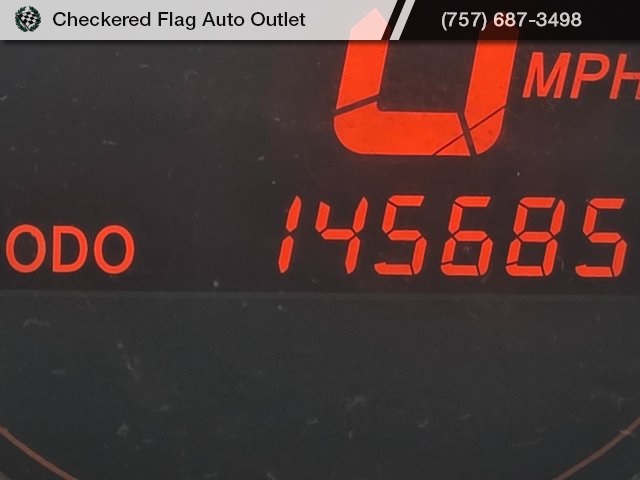 Checkered Flag Auto Outlet (757) 687-3498
0 MPH
ODO 145685